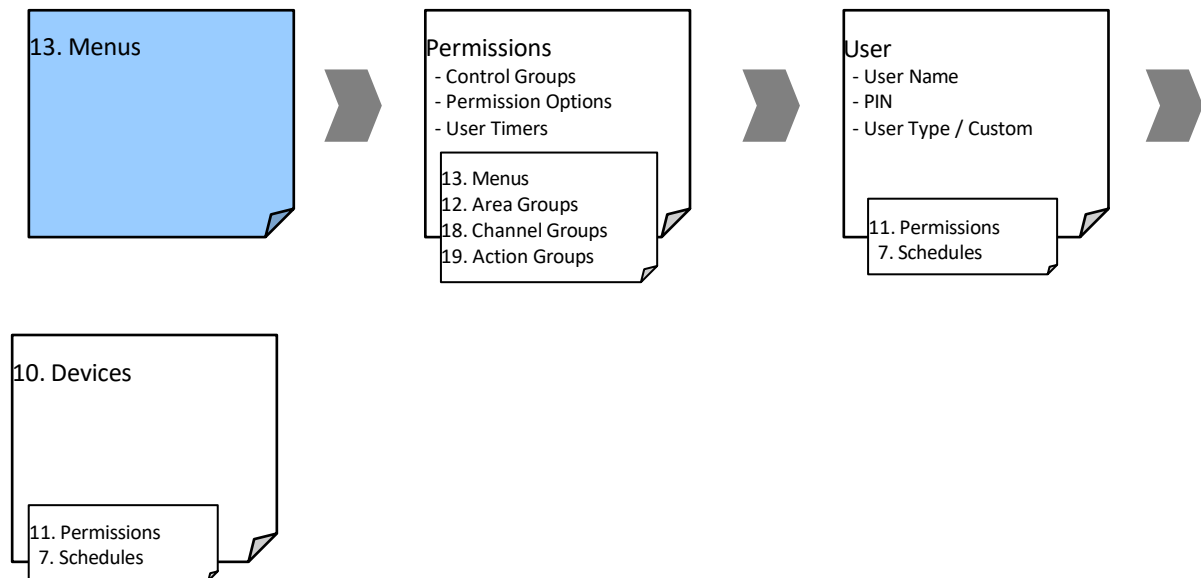 13. Menus
Permissions
- Control Groups
- Permission Options
- User Timers
13. Menus
12. Area Groups
18. Channel Groups
19. Action Groups
User
- User Name
- PIN
- User Type / Custom
11. Permissions
7. Schedules
10. Devices
11. Permissions
7. Schedules